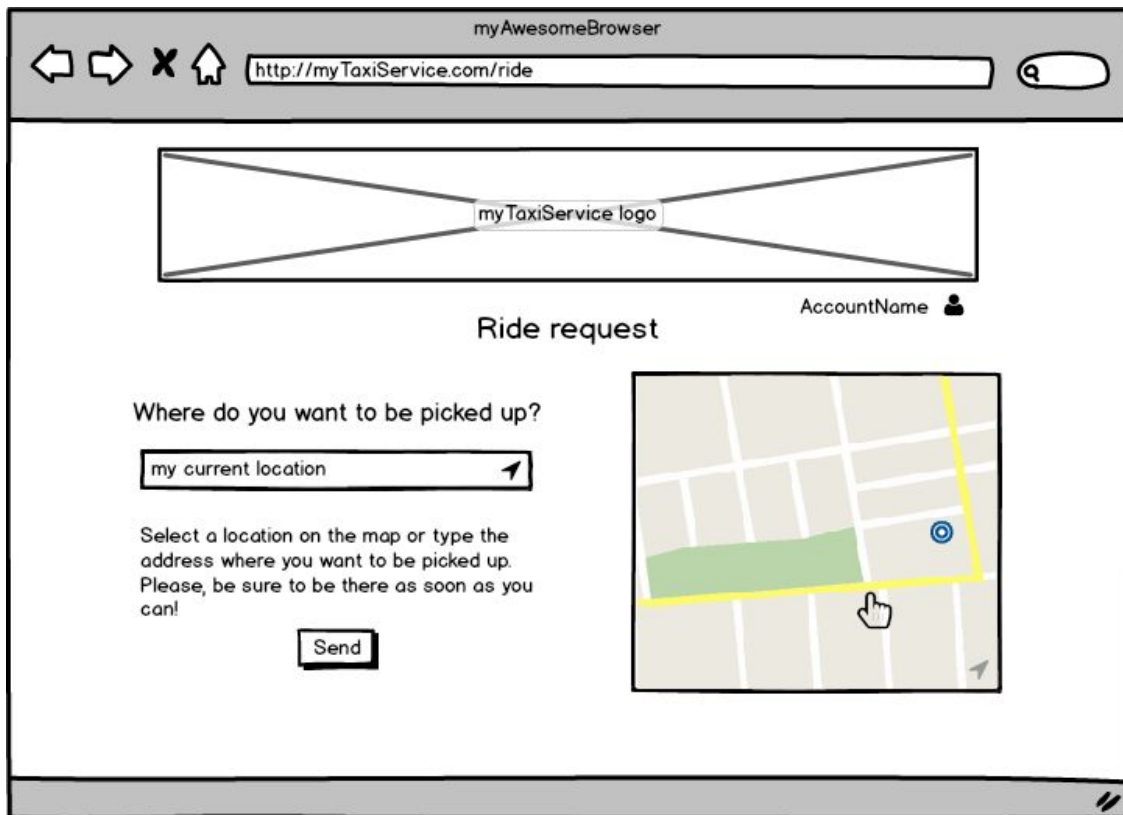 myAwesomeBrowser
http://myTaxiService.com/ride
myTaxiService logo
AccountName
Ride request
Where do you want to be picked up?
my current location
Select a location on the map or type the
address where you want to be picked up.
Please, be sure to be there as soon as you
can!
Send